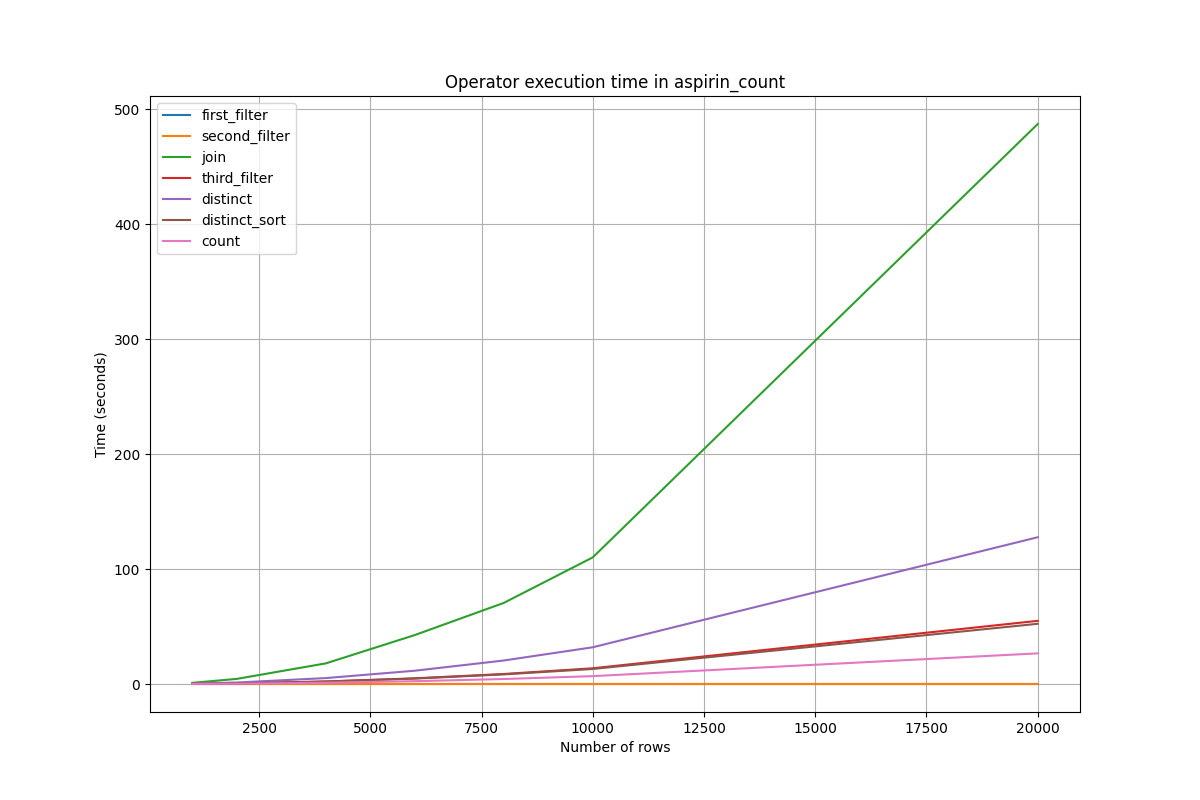 Operator execution time in aspirin_count
500
400
300
200
100
0
Time (seconds)
first_filter
second_filter
join
third_filter
distinct
distinct_sort
count
2500 5000 7500 10000 12500 15000 17500 20000
Number of rows